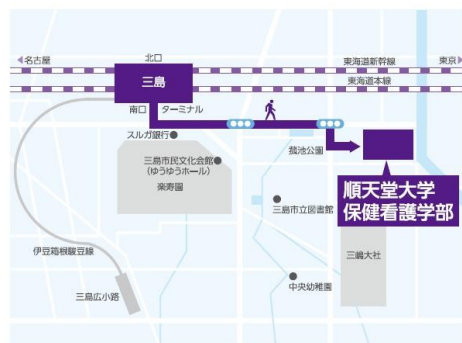 ◀名古屋
北口
東海道新幹線
東京▶
三島
東海道本線
南口
ターミナル
スルガ銀行
菰池公園
三島市民文化会館
(ゆうゆうホール)
楽寿園
順天堂大学
保健看護学部
三島市立図書館
伊豆箱根駿豆線
三嶋大社
中央幼稚園
三島広小路